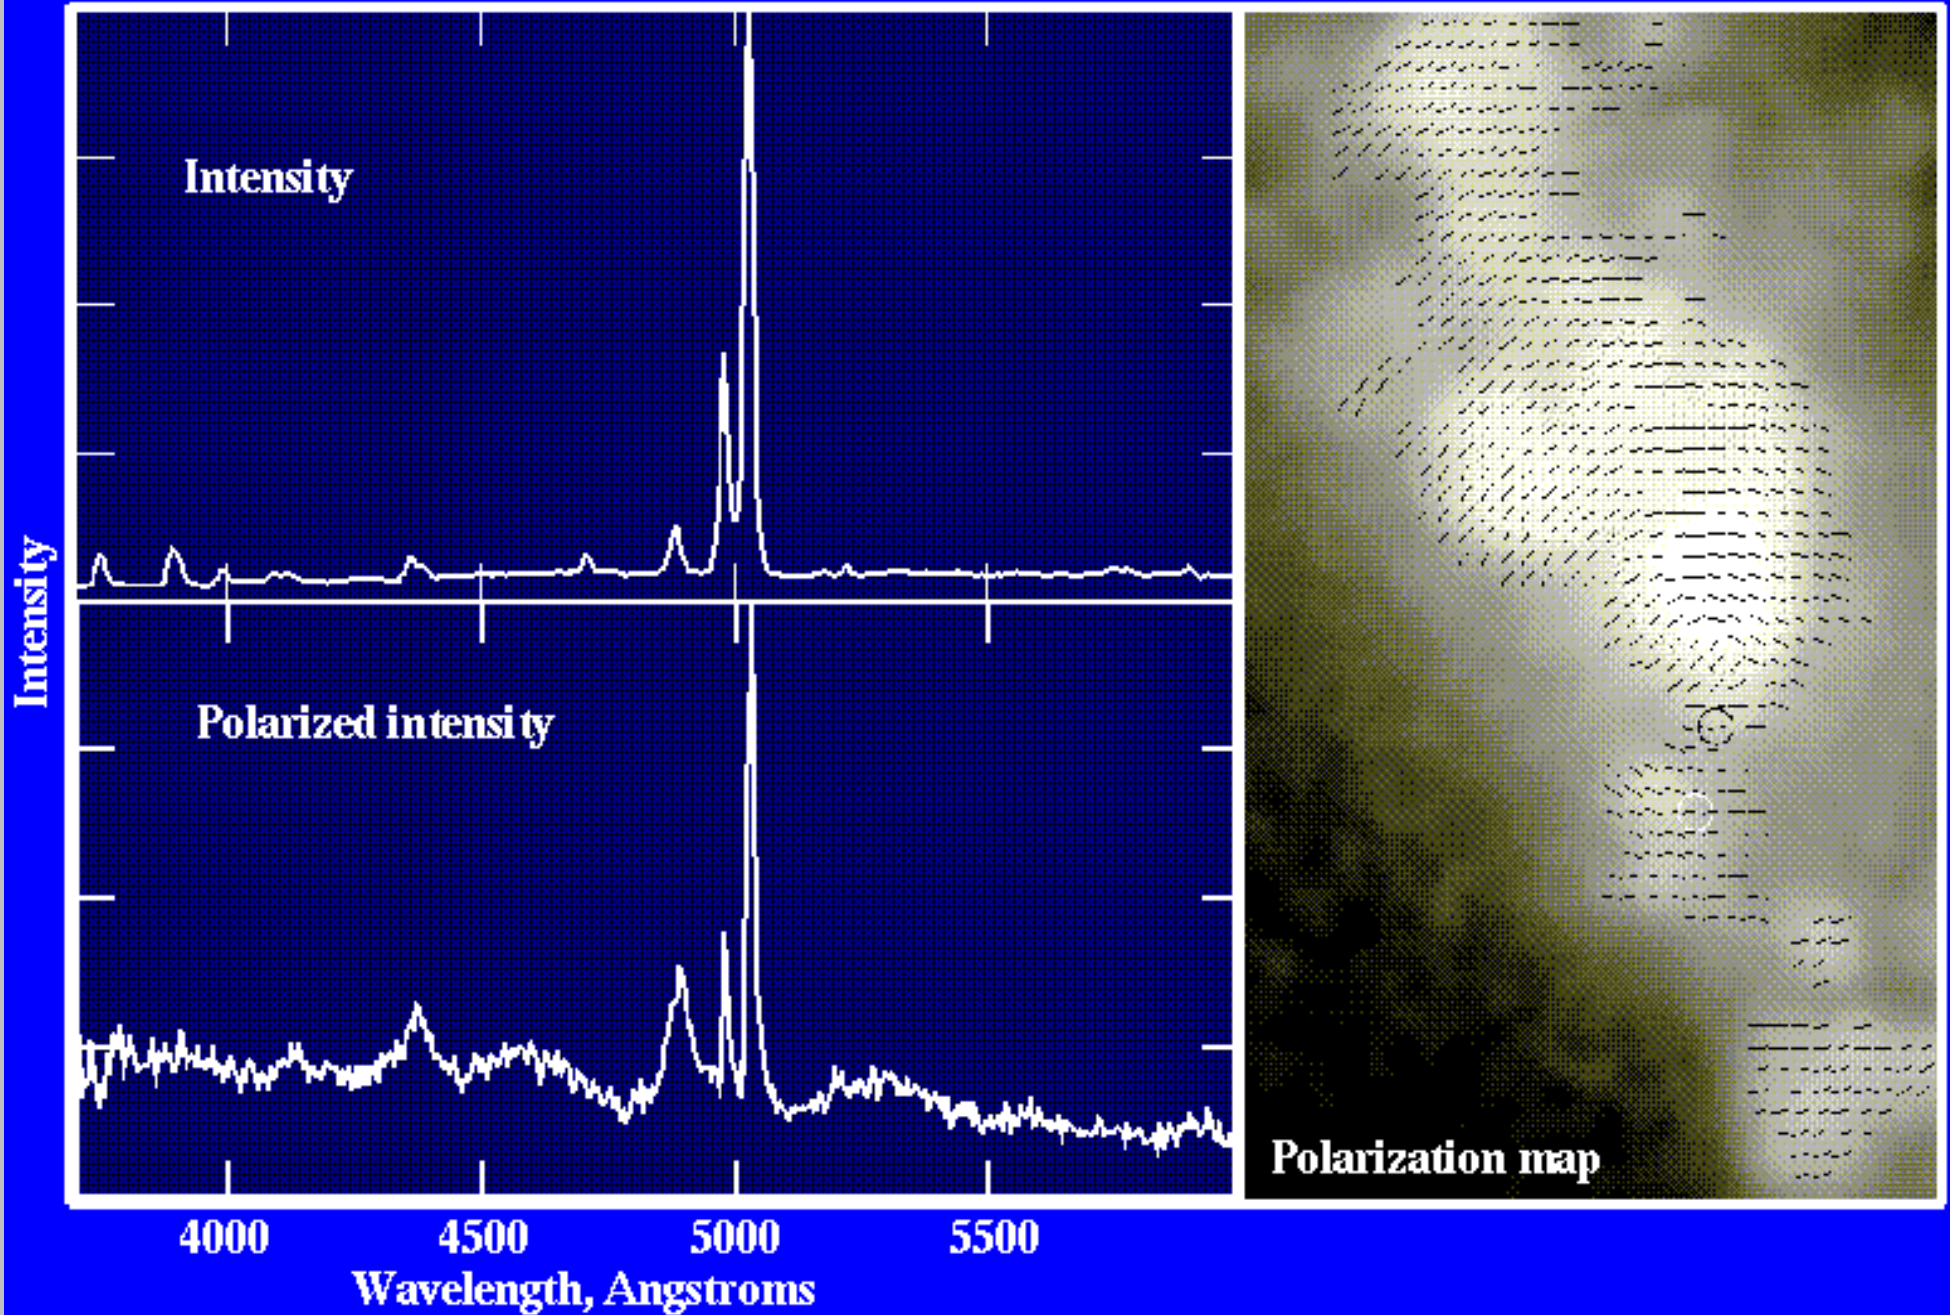 Intensity
Intensity
Polarized intensity
4000 4500 5000 5500
Wavelength, Angstroms
Polarization map